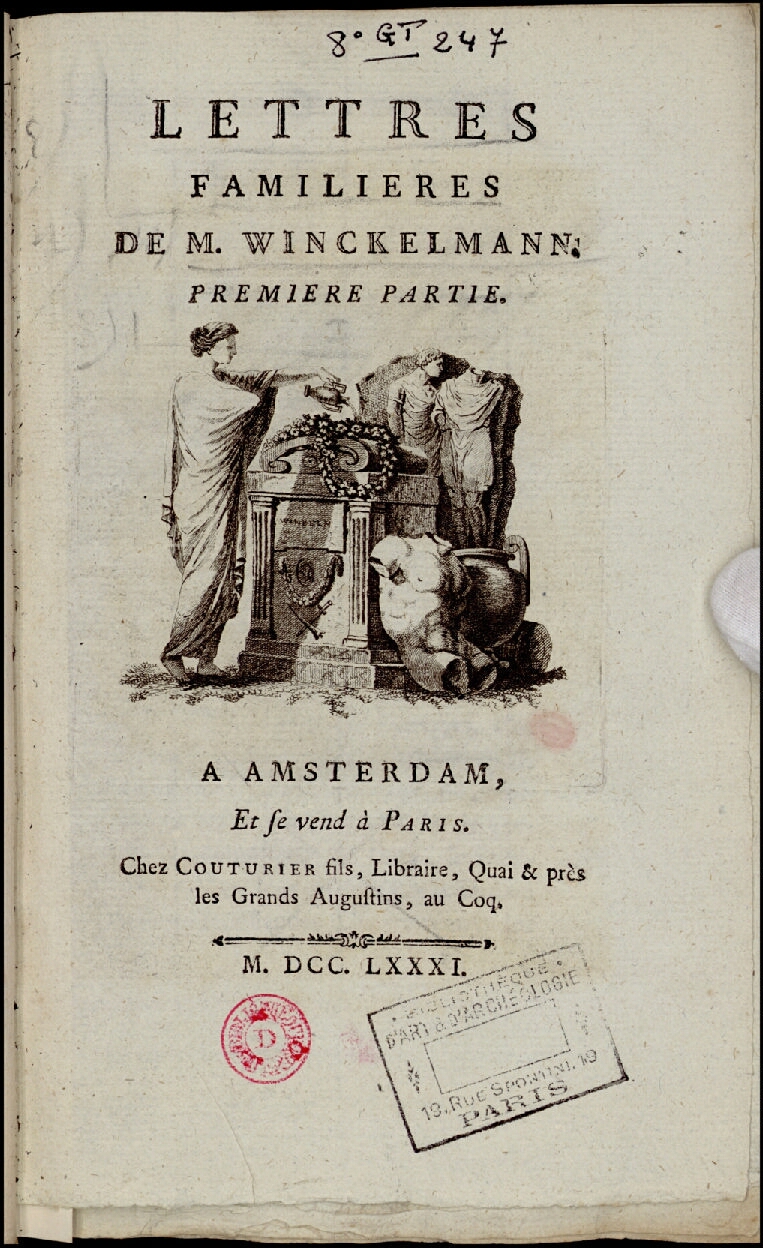 8° GT 247
LETTRES
FAMILIERES
DE M. WINCKELMANN.
PREMIERE PARTIE.
A AMSTERDAM,
Et ſe vend à PARIS.
Chez COUTURIER fils, Libraire, Quai & près
les Grands Auguſtins, au Coq.
M. DCC. LXXXI.
D
BIBLIOTHÈQUE
D'ART & D'ARCHÉOLOGIE
19, RUE SPONTINI, 19
PARIS